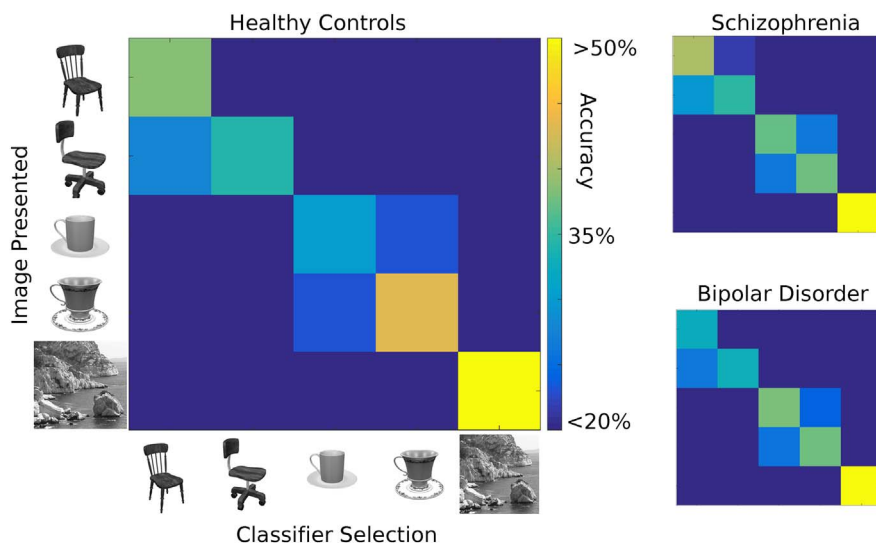 Healthy Controls
Schizophrenia
>50%
Accuracy
35%
<20%
Image Presented
Classifier Selection
Bipolar Disorder